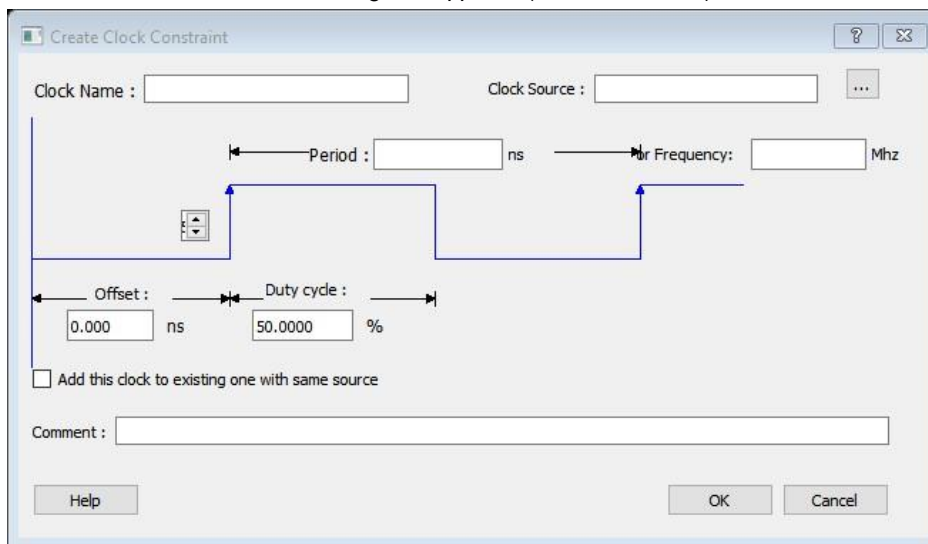 Create Clock Constraint
Clock Name : Clock Source : ...
Period : ns or Frequency: Mhz
Offset : Duty cycle :
0.000 ns 50.0000 %
Add this clock to existing one with same source
Comment :
Help OK Cancel